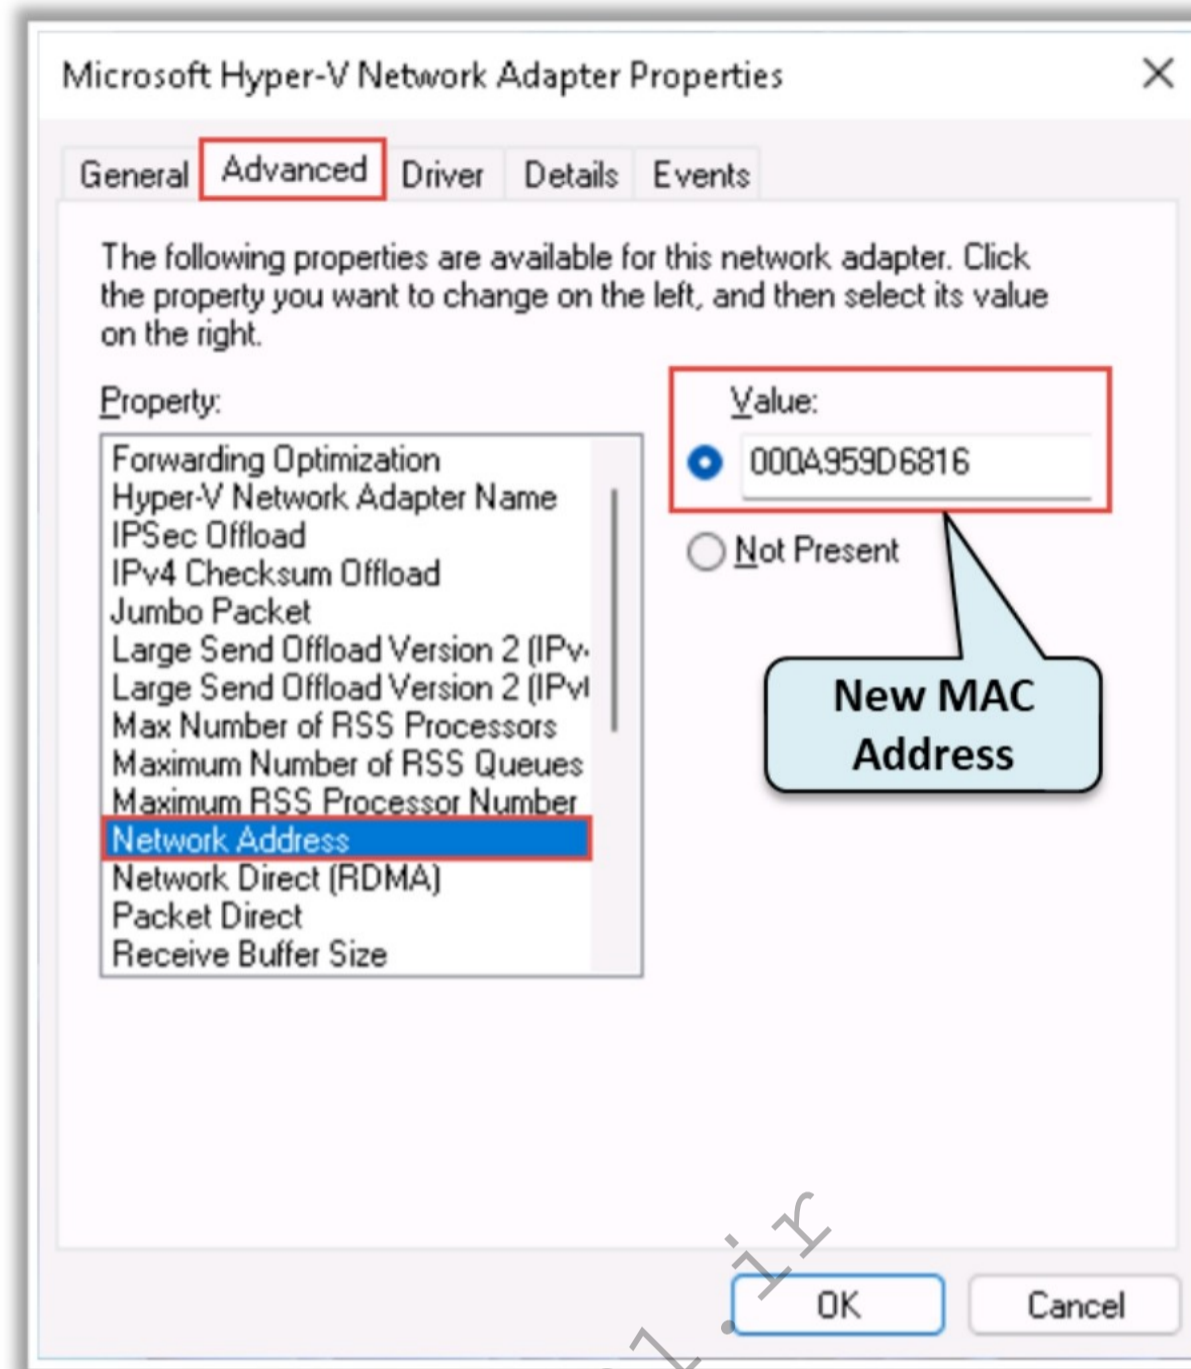 Microsoft Hyper-V Network Adapter Properties
General Advanced Driver Details Events
The following properties are available for this network adapter. Click
the property you want to change on the left, and then select its value
on the right.
Property:
Forwarding Optimization
Hyper-V Network Adapter Name
IPSec Offload
IPv4 Checksum Offload
Jumbo Packet
Large Send Offload Version 2 (IPv
Large Send Offload Version 2 (IPv
Max Number of RSS Processors
Maximum Number of RSS Queues
Maximum RSS Processor Number
Network Address
Network Direct (RDMA)
Packet Direct
Receive Buffer Size
Value:
000A959D6816
Not Present
New MAC
Address
OK Cancel